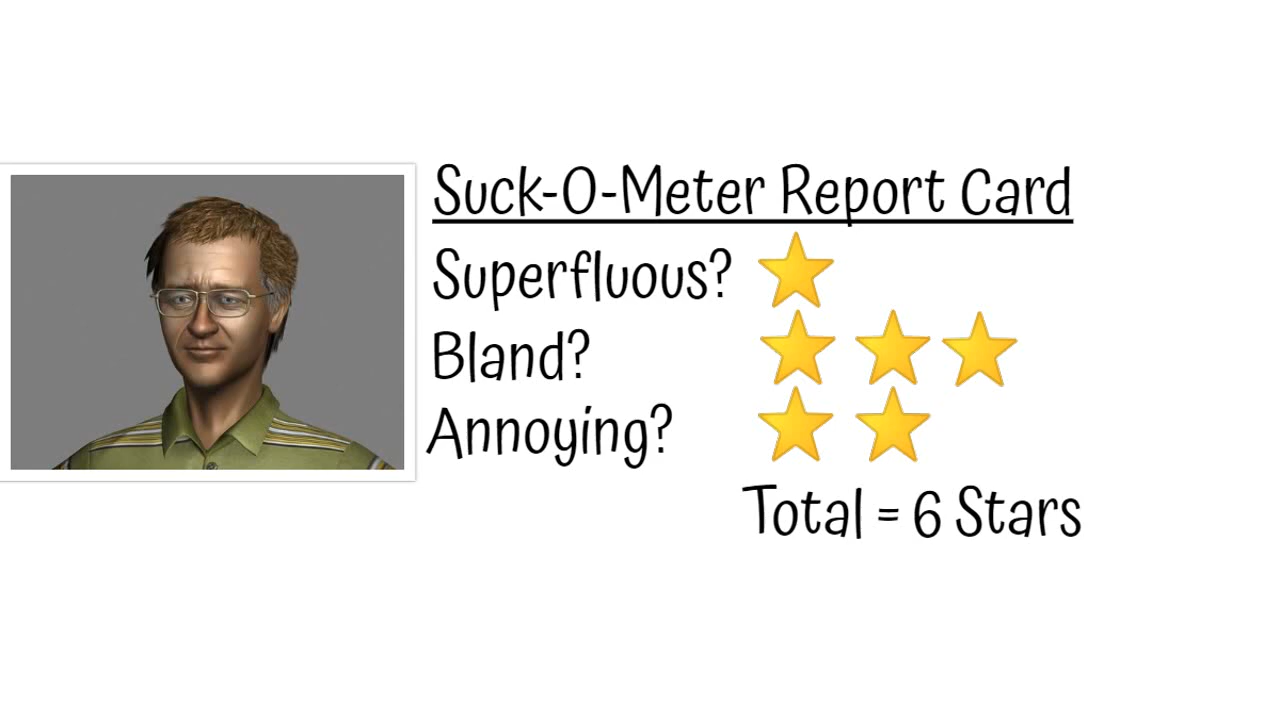 Suck-O-Meter Report Card
Superfluous?
Bland?
Annoying?
Total = 6 Stars